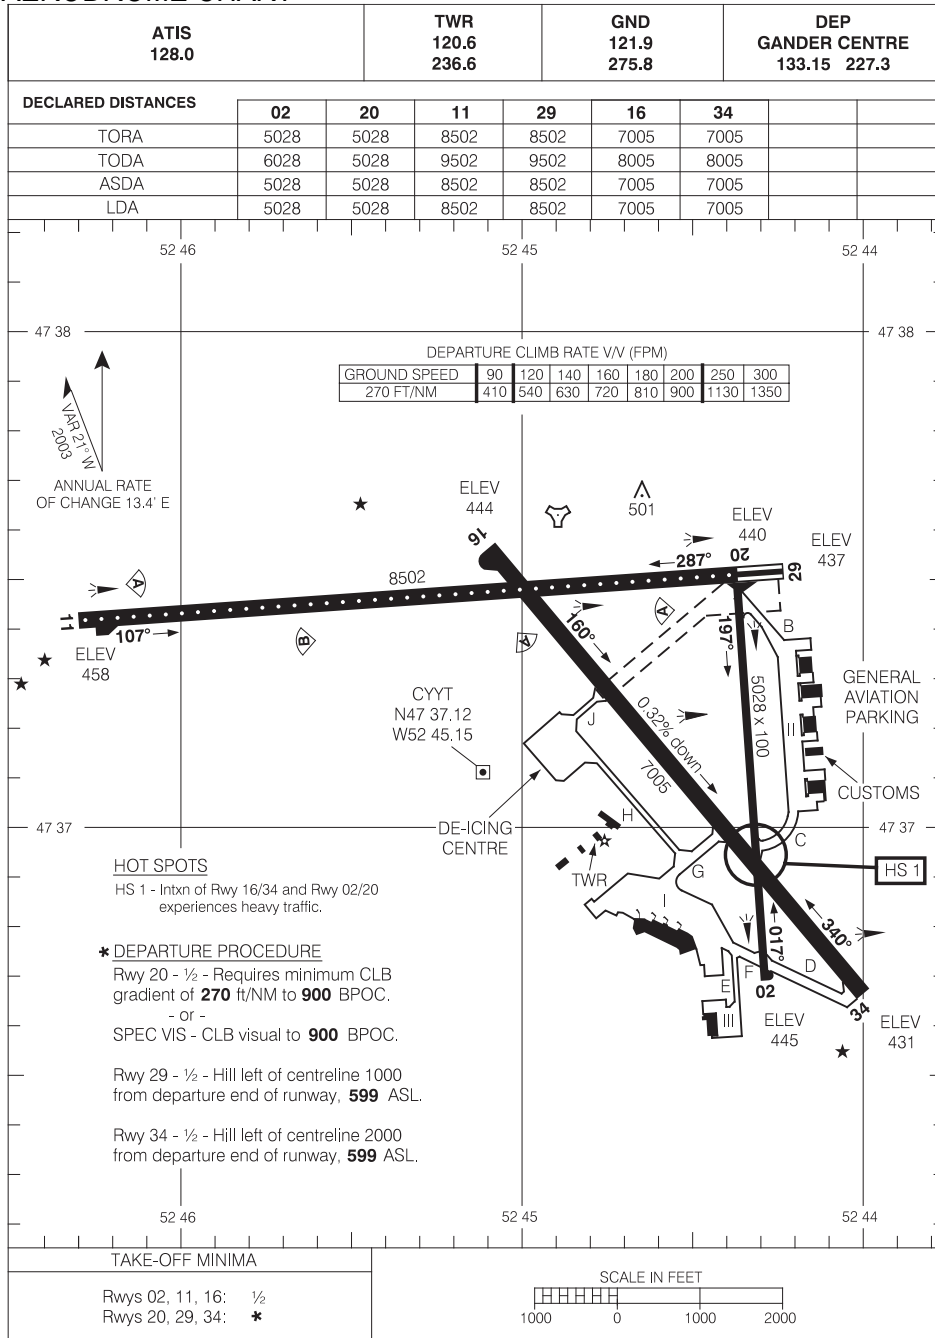 ATIS
128.0
TWR
120.6
236.6
GND
121.9
275.8
DEP
GANDER CENTRE
133.15 227.3
DECLARED DISTANCES
02 20 11 29 16 34
TORA 5028 5028 8502 8502 7005 7005
TODA 6028 5028 9502 9502 8005 8005
ASDA 5028 5028 8502 8502 7005 7005
LDA 5028 5028 8502 8502 7005 7005
52 46 52 45 52 44
47 38 47 38
DEPARTURE CLIMB RATE V/V (FPM)
GROUND SPEED 90 120 140 160 180 200 250 300
270 FT/NM 410 540 630 720 810 900 1130 1350
VAR 21° W
2003
ANNUAL RATE
OF CHANGE 13.4' E
ELEV
444
16
501
ELEV
440
20
ELEV
437
29
287°
8502
A
11
107°
ELEV
458
B
A
A
160°
197°
B
5028 x 100
II
GENERAL
AVIATION
PARKING
CYYT
N47 37.12
W52 45.15
J
0.32% down
7005
CUSTOMS
47 37 47 37
DE-ICING
CENTRE
H
TWR
C
HS 1
G
I
HOT SPOTS
HS 1 - Intxn of Rwy 16/34 and Rwy 02/20
experiences heavy traffic.
* DEPARTURE PROCEDURE
Rwy 20 - ½ - Requires minimum CLB
gradient of 270 ft/NM to 900 BPOC.
- or -
SPEC VIS - CLB visual to 900 BPOC.
Rwy 29 - ½ - Hill left of centreline 1000
from departure end of runway, 599 ASL.
Rwy 34 - ½ - Hill left of centreline 2000
from departure end of runway, 599 ASL.
017°
340°
D
F
E
02
III
34
ELEV
445
ELEV
431
52 46 52 45 52 44
TAKE-OFF MINIMA
Rwys 02, 11, 16: ½
Rwys 20, 29, 34: *
SCALE IN FEET
1000 0 1000 2000